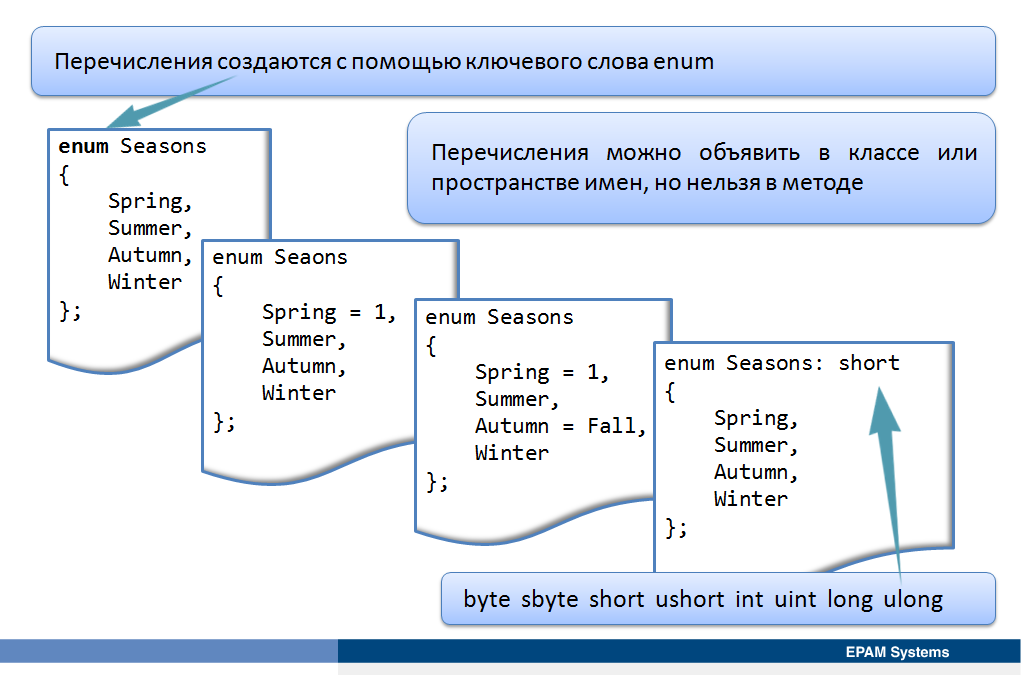 Перечисления создаются с помощью ключевого слова enum
enum Seasons
{
Spring,
Summer,
Autumn,
Winter
};
Перечисления можно объявить в классе или
пространстве имен, но нельзя в методе
enum Seaons
{
Spring = 1,
Summer,
Autumn,
Winter
};
enum Seasons
{
Spring = 1,
Summer,
Autumn = Fall,
Winter
};
enum Seasons: short
{
Spring,
Summer,
Autumn,
Winter
};
byte sbyte short ushort int uint long ulong
EPAM Systems